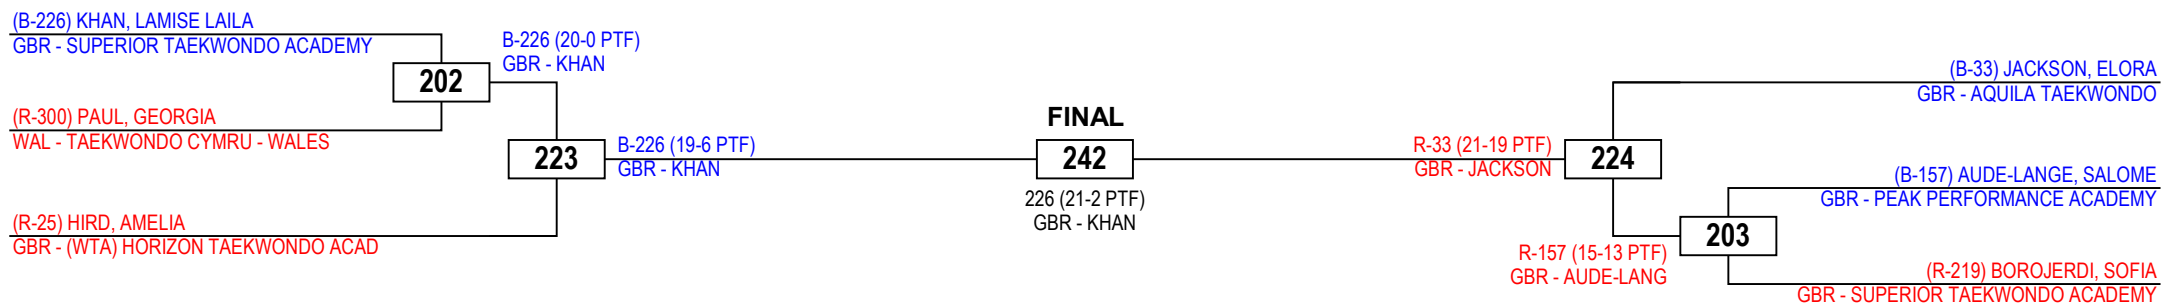 (B-226) KHAN, LAMISE LAILA
GBR - SUPERIOR TAEKWONDO ACADEMY
B-226 (20-0 PTF)
GBR - KHAN
202
(R-300) PAUL, GEORGIA
WAL - TAEKWONDO CYMRU - WALES
B-226 (19-6 PTF)
GBR - KHAN
223
(R-25) HIRD, AMELIA
GBR - (WTA) HORIZON TAEKWONDO ACAD
FINAL
242
226 (21-2 PTF)
GBR - KHAN
(B-33) JACKSON, ELORA
GBR - AQUILA TAEKWONDO
R-33 (21-19 PTF)
GBR - JACKSON
224
(B-157) AUDE-LANGE, SALOME
GBR - PEAK PERFORMANCE ACADEMY
203
R-157 (15-13 PTF)
GBR - AUDE-LANG
(R-219) BOROJERDI, SOFIA
GBR - SUPERIOR TAEKWONDO ACADEMY